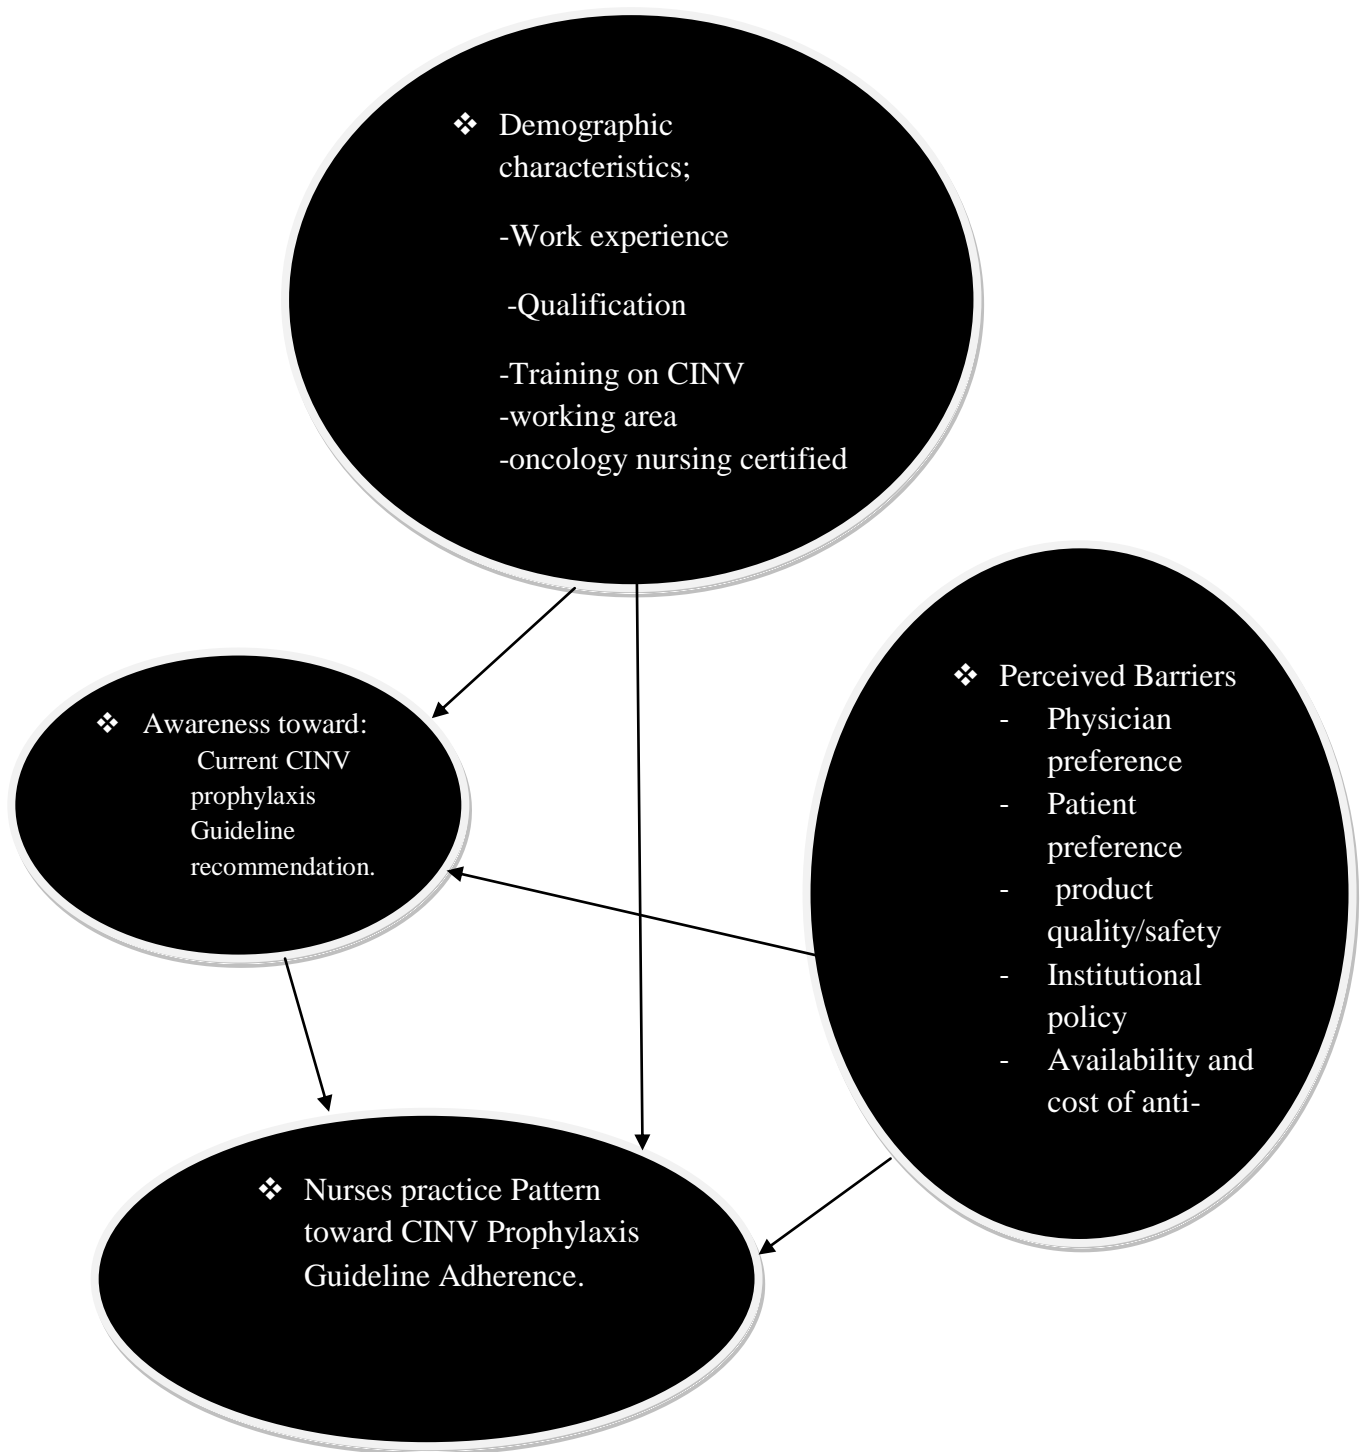 ❖ Demographic
characteristics;
-Work experience
-Qualification
-Training on CINV
-working area
-oncology nursing certified
❖ Awareness toward:
Current CINV
prophylaxis
Guideline
recommendation.
❖ Perceived Barriers
- Physician
preference
- Patient
preference
- product
quality/safety
- Institutional
policy
- Availability and
cost of anti-
❖ Nurses practice Pattern
toward CINV Prophylaxis
Guideline Adherence.